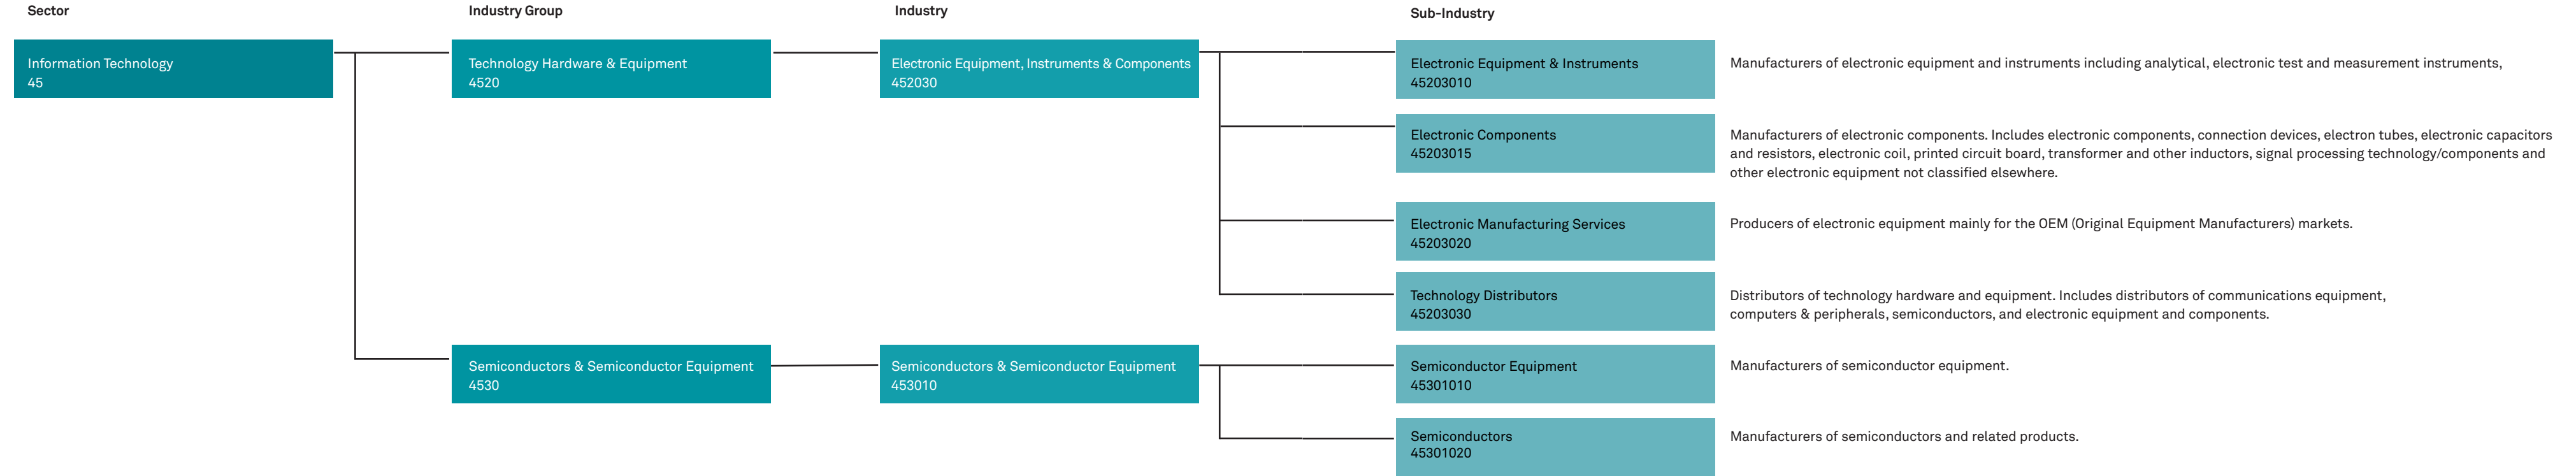 Sector
Industry Group
Industry
Sub-Industry
Information Technology
45
Technology Hardware & Equipment
4520
Electronic Equipment, Instruments & Components
452030
Electronic Equipment & Instruments
45203010
Manufacturers of electronic equipment and instruments including analytical, electronic test and measurement instruments,
Electronic Components
45203015
Manufacturers of electronic components. Includes electronic components, connection devices, electron tubes, electronic capacitors
and resistors, electronic coil, printed circuit board, transformer and other inductors, signal processing technology/components and
other electronic equipment not classified elsewhere.
Electronic Manufacturing Services
45203020
Producers of electronic equipment mainly for the OEM (Original Equipment Manufacturers) markets.
Technology Distributors
45203030
Distributors of technology hardware and equipment. Includes distributors of communications equipment,
computers & peripherals, semiconductors, and electronic equipment and components.
Semiconductors & Semiconductor Equipment
4530
Semiconductors & Semiconductor Equipment
453010
Semiconductor Equipment
45301010
Manufacturers of semiconductor equipment.
Semiconductors
45301020
Manufacturers of semiconductors and related products.